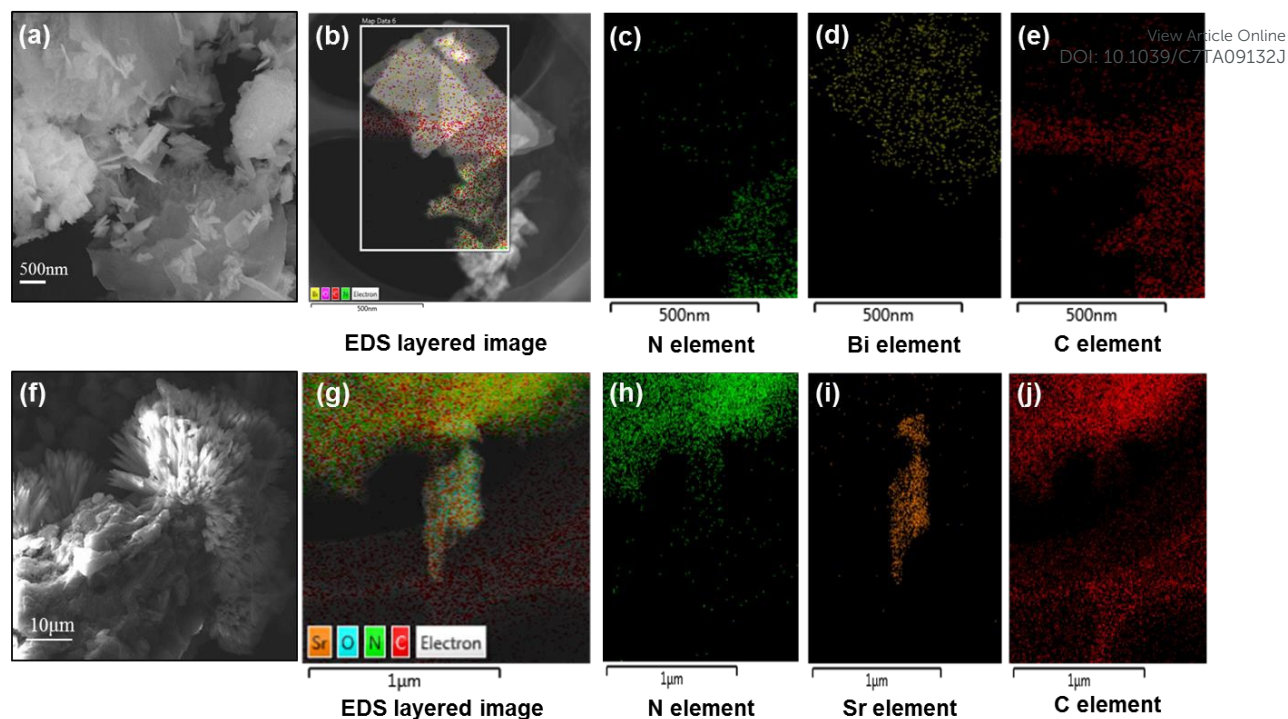 View Article Online
DOI: 10.1039/C7TA09132J
(a)
500nm
(b)
Map Data 6
Bi O C N Electron
500nm
EDS layered image
(c)
500nm
N element
(d)
500nm
Bi element
(e)
500nm
C element
(f)
10μm
(g)
Sr O N C Electron
1μm
EDS layered image
(h)
1μm
N element
(i)
1μm
Sr element
(j)
1μm
C element